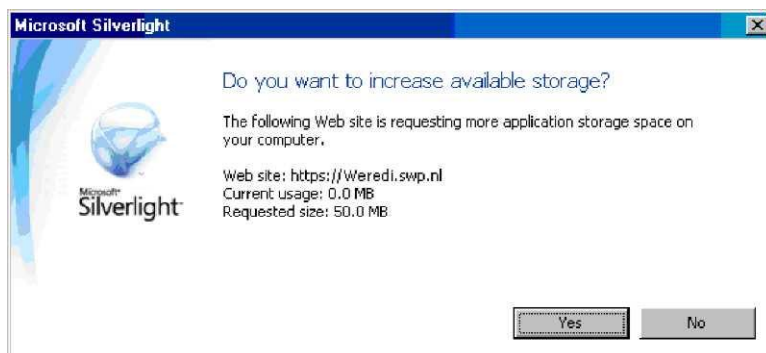 Microsoft Silverlight
Do you want to increase available storage?
The following Web site is requesting more application storage space on
your computer.
Web site: https://Weredi.swp.nl
Current usage: 0.0 MB
Requested size: 50.0 MB
Microsoft
Silverlight
Yes
No